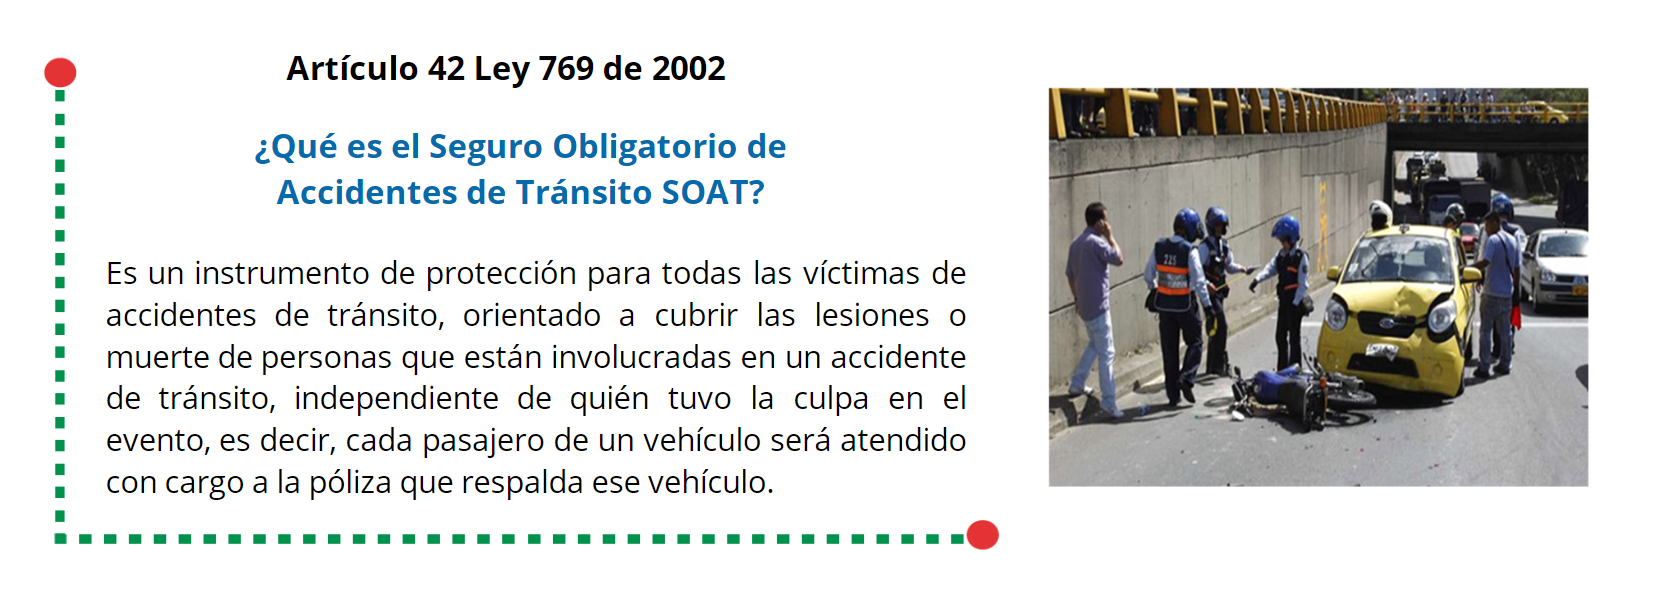 Artículo 42 Ley 769 de 2002
¿Qué es el Seguro Obligatorio de
Accidentes de Tránsito SOAT?
Es un instrumento de protección para todas las víctimas de
accidentes de tránsito, orientado a cubrir las lesiones o
muerte de personas que están involucradas en un accidente
de tránsito, independiente de quién tuvo la culpa en el
evento, es decir, cada pasajero de un vehículo será atendido
con cargo a la póliza que respalda ese vehículo.
225